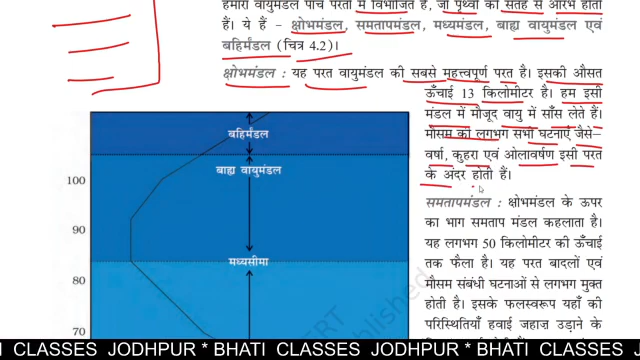 हमारा वायुमंडल पाँच परतों में विभाजित है, जो पृथ्वी की सतह से आरंभ होती
हैं। ये हैं - क्षोभमंडल, समतापमंडल, मध्यमंडल, बाह्य वायुमंडल एवं
बहिर्मंडल (चित्र 4.2)।
क्षोभमंडल : यह परत वायुमंडल की सबसे महत्त्वपूर्ण परत है। इसकी औसत
ऊँचाई 13 किलोमीटर है। हम इसी
मंडल में मौजूद वायु में साँस लेते हैं।
मौसम की लगभग सभी घटनाएँ जैसे–
वर्षा, कुहरा एवं ओलावर्षण इसी परत
के अंदर होती हैं।
समतापमंडल : क्षोभमंडल के ऊपर
का भाग समताप मंडल कहलाता है।
यह लगभग 50 किलोमीटर की ऊँचाई
तक फैला है। यह परत बादलों एवं
मौसम संबंधी घटनाओं से लगभग मुक्त
होती है। इसके फलस्वरूप यहाँ की
परिस्थितियाँ हवाई जहाज़ उड़ाने के
बहिर्मंडल
बाह्य वायुमंडल
100
90
मध्यसीमा
80
70
CLASSES JODHPUR * BHATI CLASSES JODHPUR * BHATI CLASSES